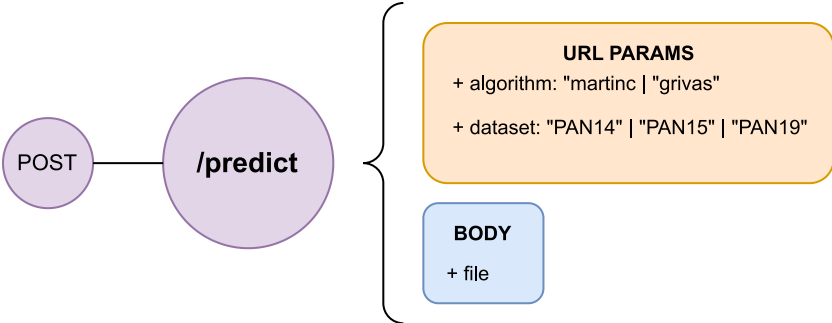 POST
/predict
URL PARAMS
+ algorithm: "martinc | "grivas"
+ dataset: "PAN14" | "PAN15" | "PAN19"
BODY
+ file